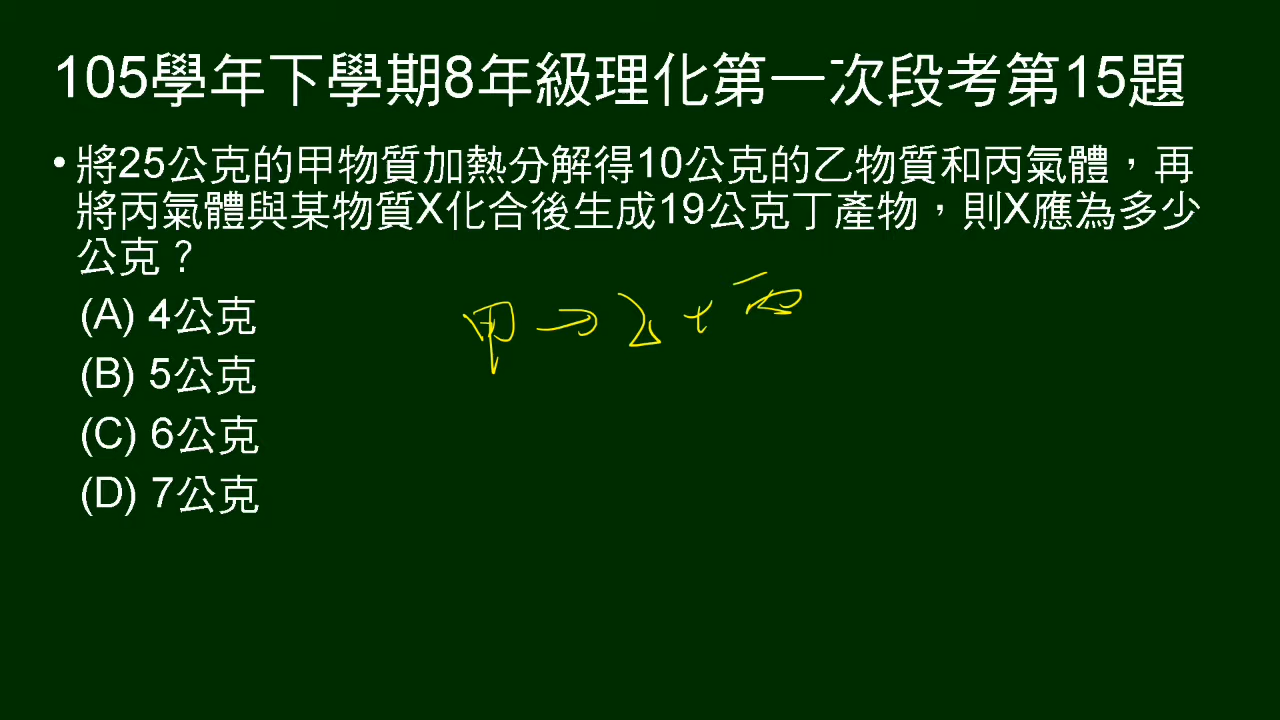 105學年下學期8年級理化第一次段考第15題
• 將25公克的甲物質加熱分解得10公克的乙物質和丙氣體，再
將丙氣體與某物質X化合後生成19公克丁產物，則X應為多少
公克？
(A) 4公克
甲 → 乙 + 丙
(B) 5公克
(C) 6公克
(D) 7公克